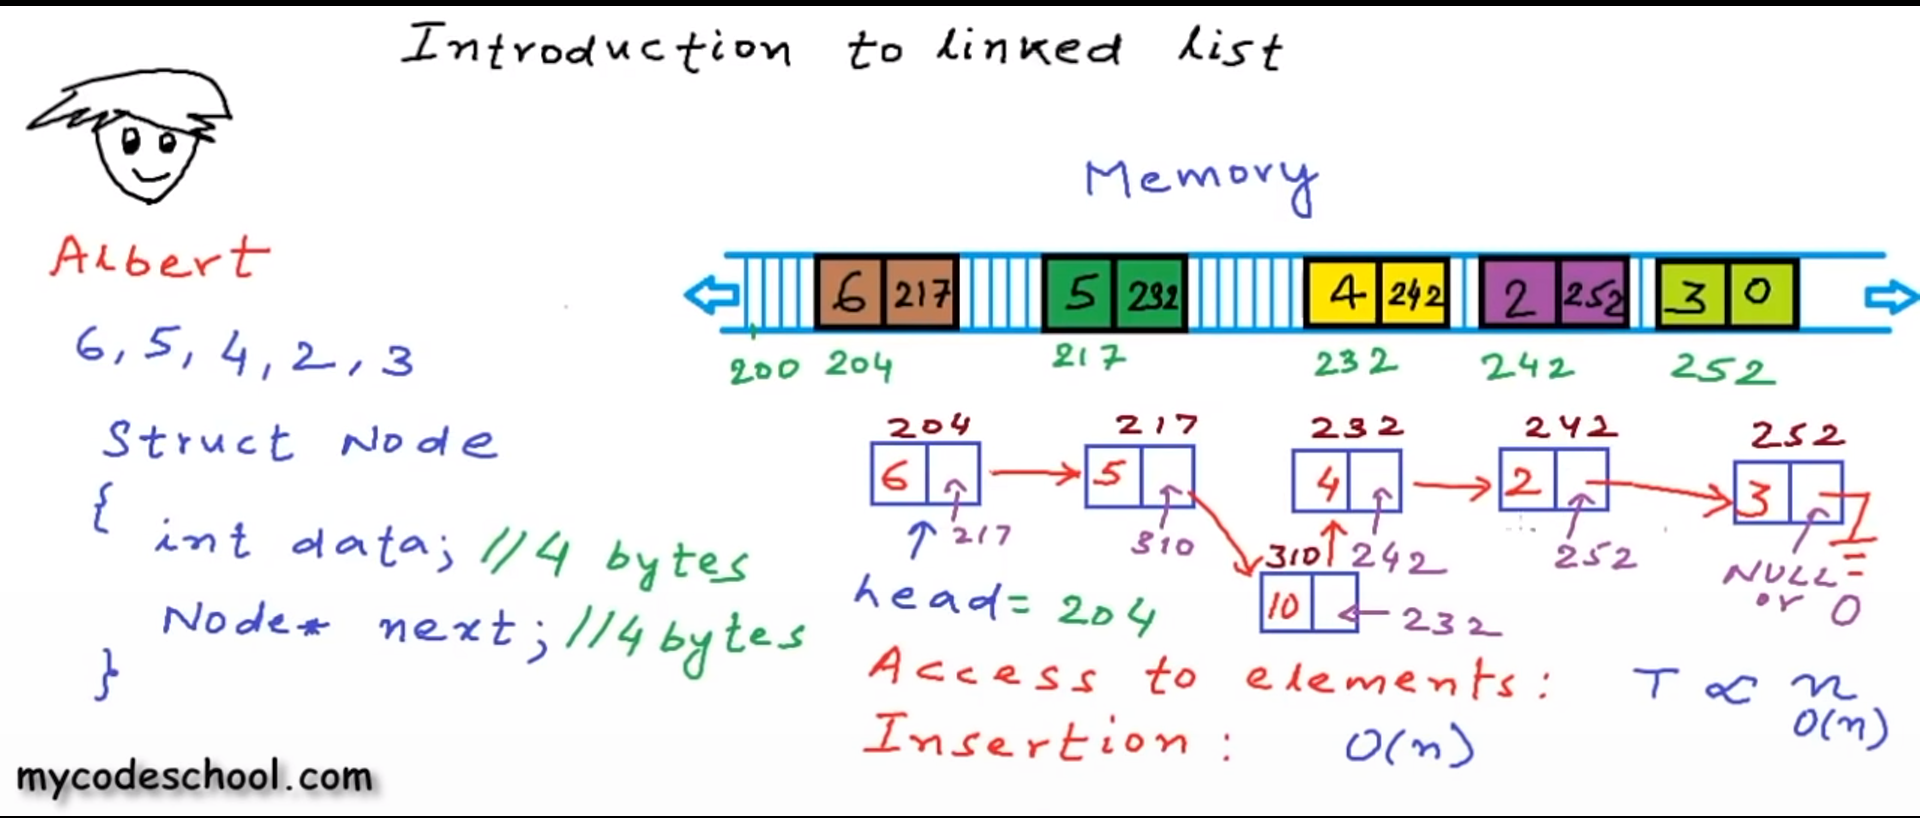 Introduction to linked list
Memory
Albert
6, 5, 4, 2, 3
6 217 5 232 4 242 2 252 3 0
200 204 217 232 242 252
Struct Node
{
int data; //4 bytes
Node* next; //4 bytes
}
204 217 232 242 252
6 5 4 2 3
217 310 310 242 252 NULL or 0
head = 204
10 232
Access to elements: T ∝ n
O(n)
Insertion: O(n)
mycodeschool.com